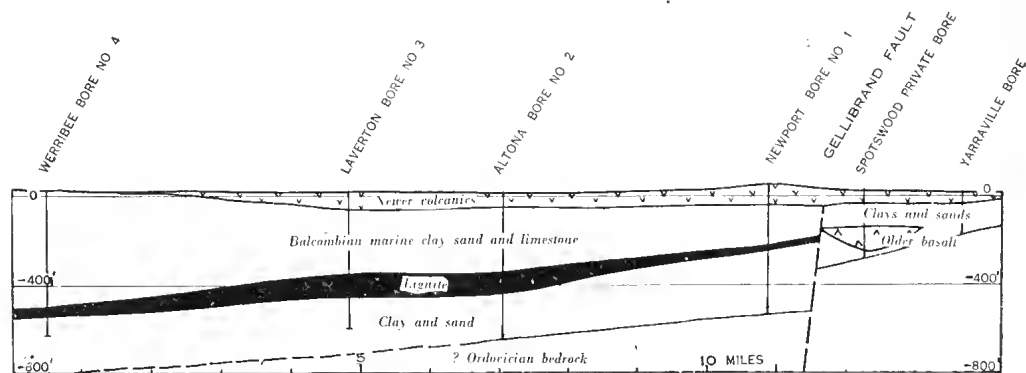 WERRIBEE BORE NO 4
LAVERTON BORE NO 3
ALTONA BORE NO 2
NEWPORT BORE NO 1
GELLIBRAND FAULT
SPOTSWOOD PRIVATE BORE
YARRAVILLE BORE
0
0
Newer volcanics
Clays and sands
Balcombian marine clay sand and limestone
Older basalt
-400'
Lignite
-400'
Clay and sand
5
? Ordovician bedrock
10 MILES
-800'
-800'